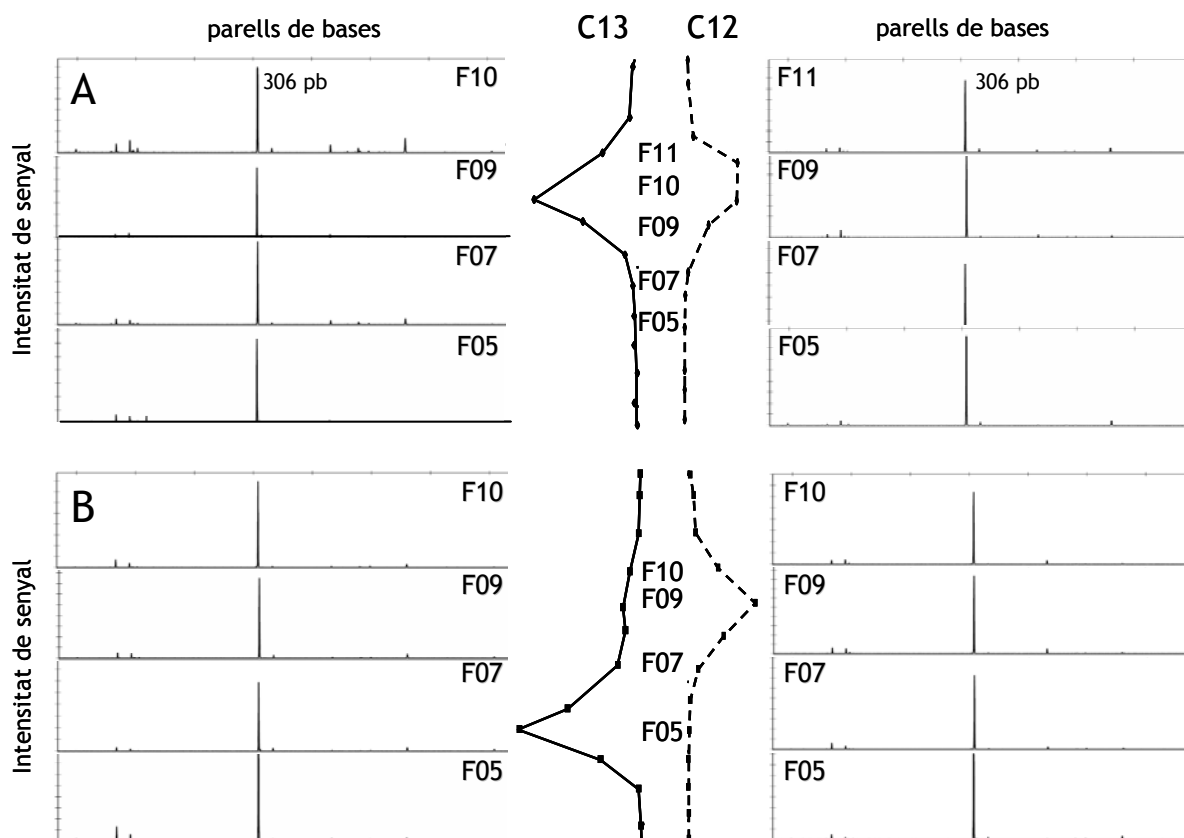 parells de bases
C13
C12
parells de bases
A
306 pb
F10
F11
306 pb
Intensitat de senyal
F09
F07
F05
F11
F10
F09
F07
F05
F09
F07
F05
B
F10
F10
Intensitat de senyal
F09
F07
F05
F10
F09
F07
F05
F09
F07
F05